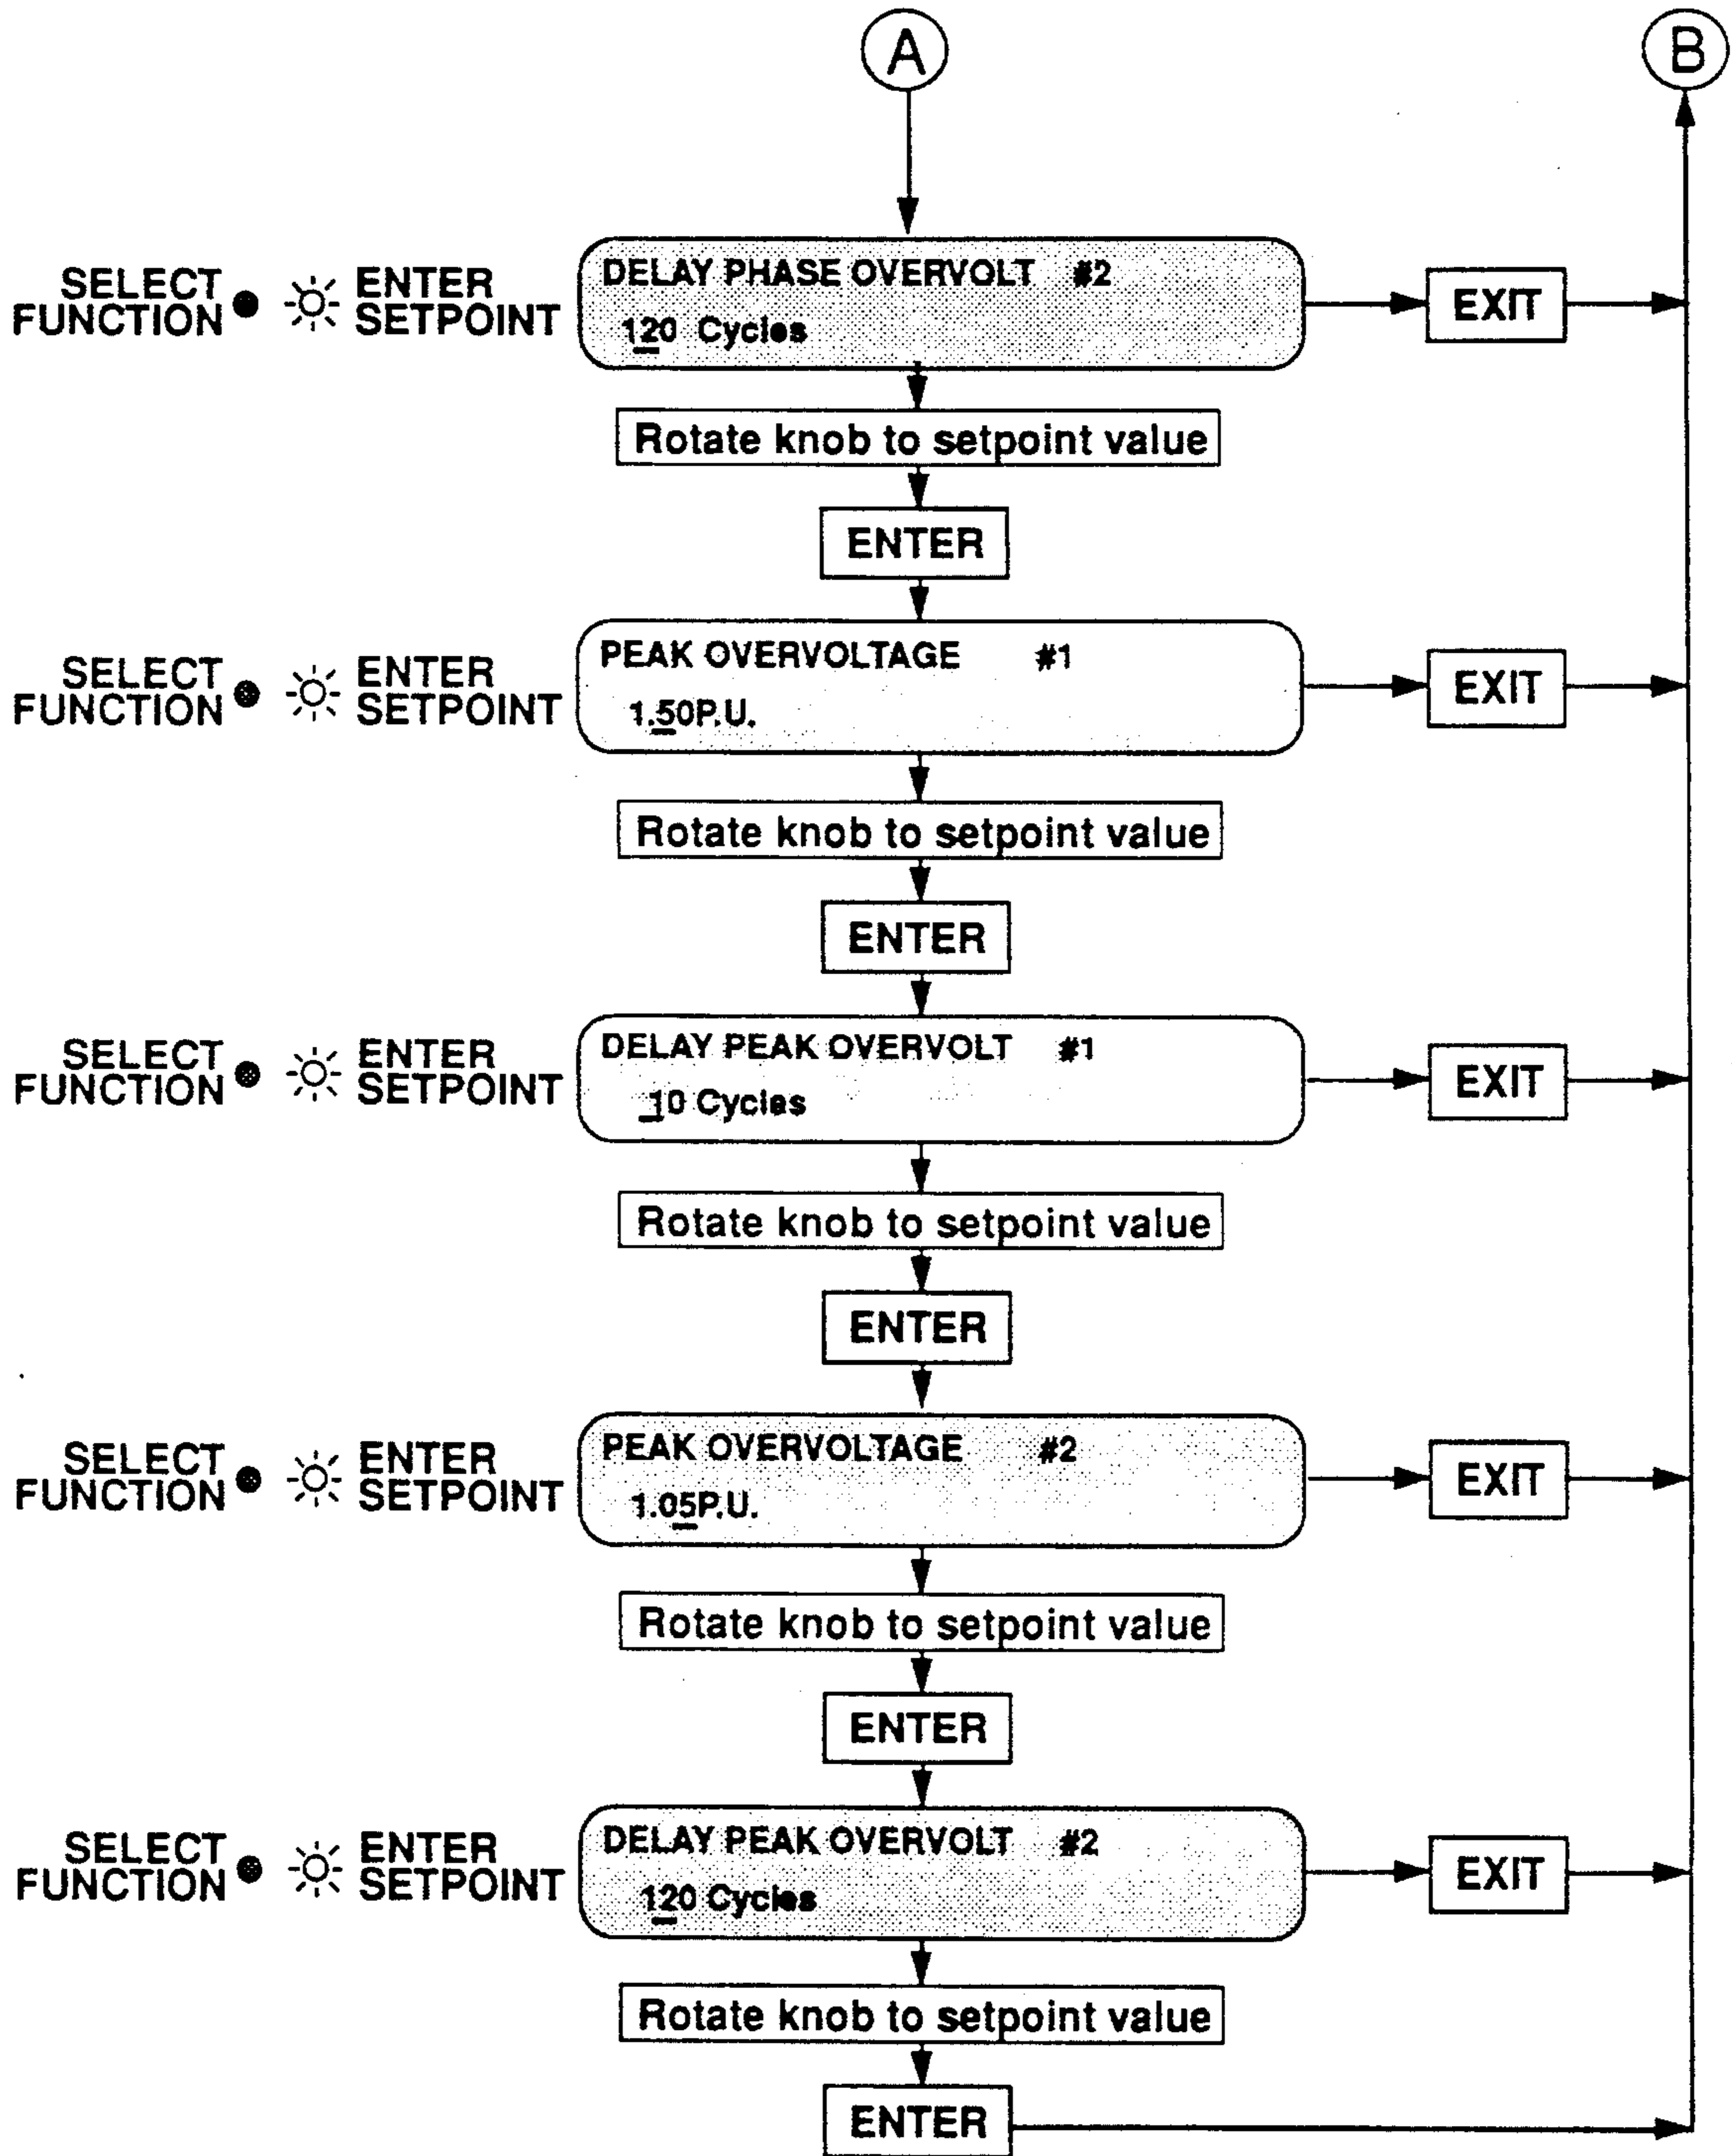 A
B
SELECT FUNCTION
ENTER SETPOINT
DELAY PHASE OVERVOLT #2
120 Cycles
EXIT
Rotate knob to setpoint value
ENTER
SELECT FUNCTION
ENTER SETPOINT
PEAK OVERVOLTAGE #1
1.50P.U.
EXIT
Rotate knob to setpoint value
ENTER
SELECT FUNCTION
ENTER SETPOINT
DELAY PEAK OVERVOLT #1
10 Cycles
EXIT
Rotate knob to setpoint value
ENTER
SELECT FUNCTION
ENTER SETPOINT
PEAK OVERVOLTAGE #2
1.05P.U.
EXIT
Rotate knob to setpoint value
ENTER
SELECT FUNCTION
ENTER SETPOINT
DELAY PEAK OVERVOLT #2
120 Cycles
EXIT
Rotate knob to setpoint value
ENTER